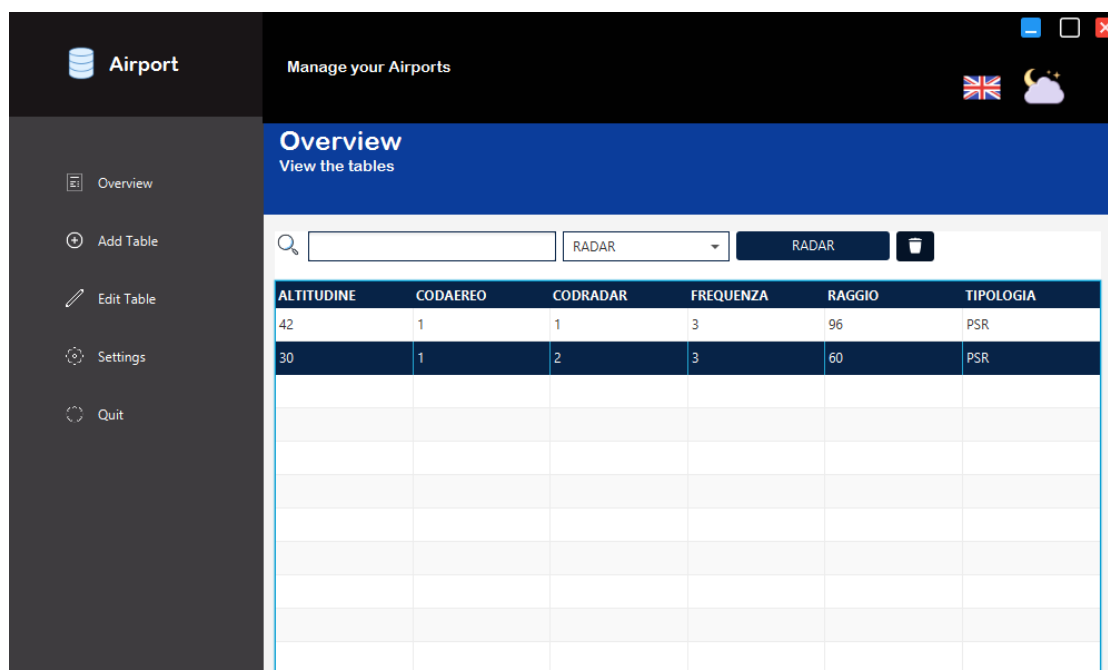 Airport
Manage your Airports
Overview
View the tables
Overview
Add Table
Edit Table
Settings
Quit
RADAR RADAR
ALTITUDINE CODAEREO CODRADAR FREQUENZA RAGGIO TIPOLOGIA
42 1 1 3 96 PSR
30 1 2 3 60 PSR